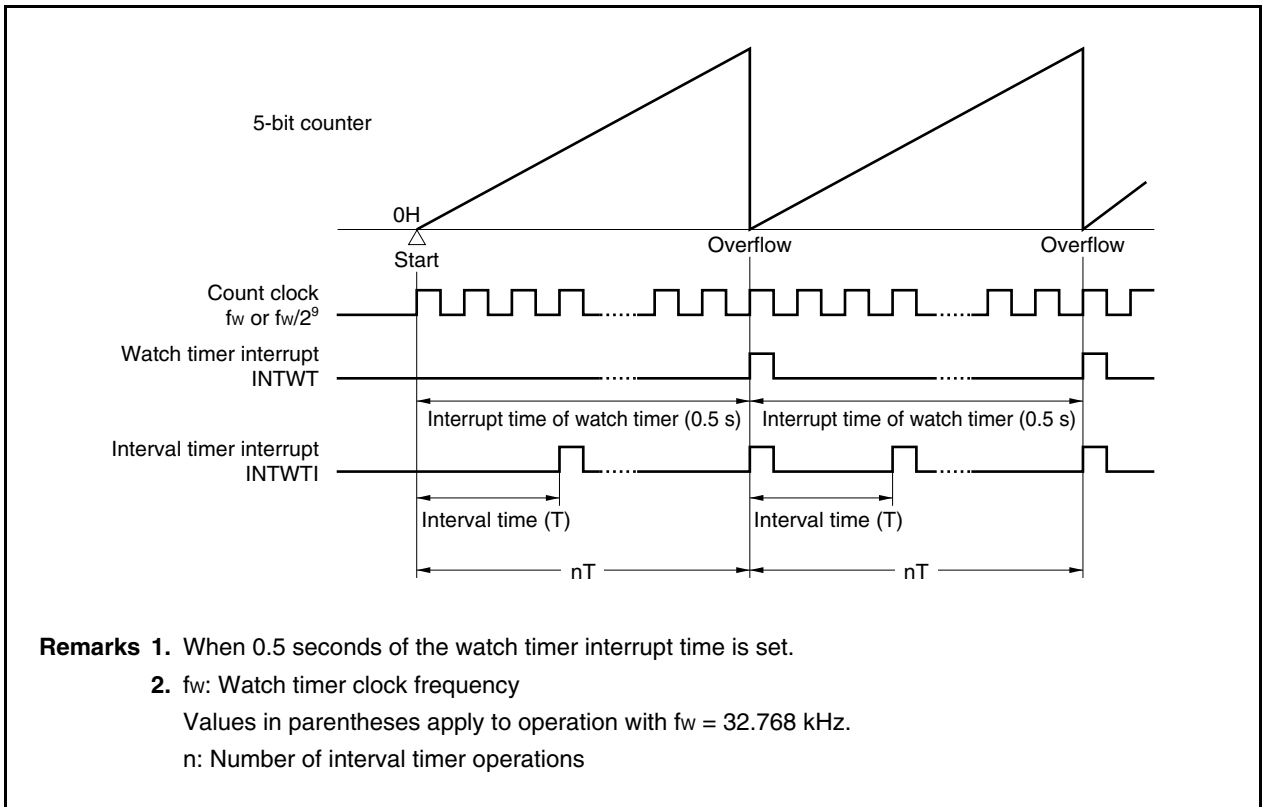 5-bit counter
0H
Start
Overflow
Overflow
Count clock
fW or fW/2⁹
Watch timer interrupt
INTWT
Interrupt time of watch timer (0.5 s)
Interrupt time of watch timer (0.5 s)
Interval timer interrupt
INTWTI
Interval time (T)
Interval time (T)
nT
nT
Remarks 1. When 0.5 seconds of the watch timer interrupt time is set.
2. fW: Watch timer clock frequency
Values in parentheses apply to operation with fW = 32.768 kHz.
n: Number of interval timer operations